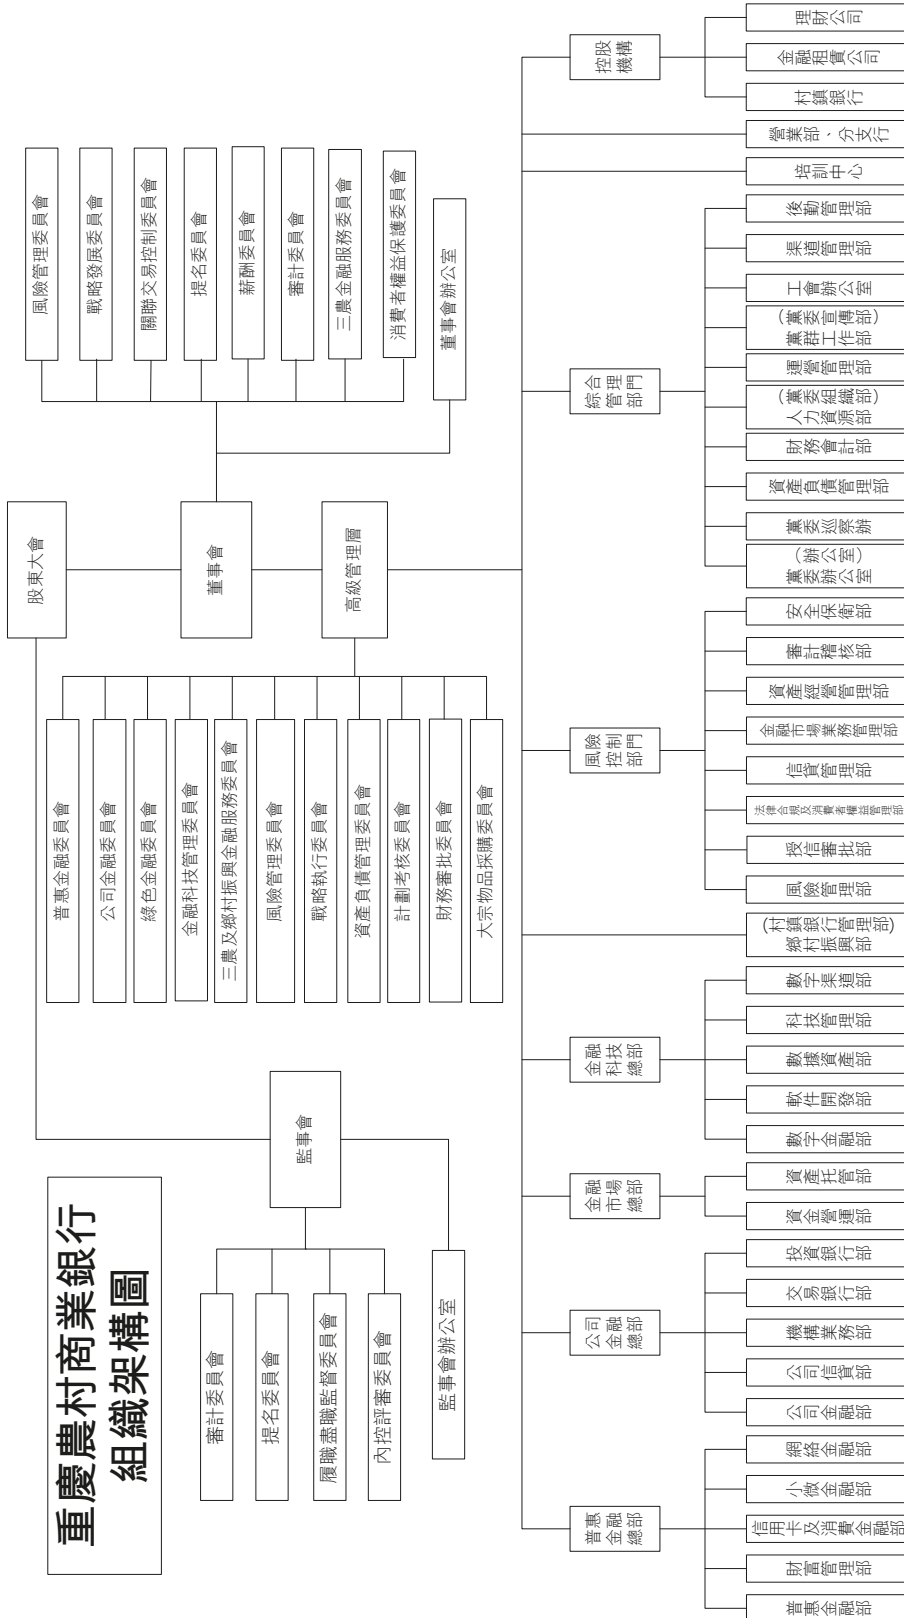 重慶農村商業銀行
組織架構圖
股東大會
監事會
董事會
高級管理層
審計委員會
提名委員會
履職盡職監督委員會
內控評審委員會
監事會辦公室
風險管理委員會
戰略發展委員會
關聯交易控制委員會
提名委員會
薪酬委員會
審計委員會
三農金融服務委員會
消費者權益保護委員會
董事會辦公室
普惠金融委員會
公司金融委員會
綠色金融委員會
金融科技管理委員會
三農及鄉村振興金融服務委員會
風險管理委員會
戰略執行委員會
資產負債管理委員會
計劃考核委員會
財務審批委員會
大宗物品採購委員會
普惠
金融
總部
普惠金融部
財富管理部
信用卡及消費金融部
小微金融部
網絡金融部
公司
金融
總部
公司金融部
公司信貸部
機構業務部
交易銀行部
投資銀行部
金融
市場
總部
資金營運部
資產托管部
金融
科技
總部
數字金融部
軟件開發部
數據資產部
科技管理部
數字渠道部
(村鎮銀行管理部)
鄉村振興部
風險
控制
部門
風險管理部
授信審批部
法律合規及消費者權益管理部
信貸管理部
金融市場業務管理部
資產經營管理部
審計稽核部
安全保衛部
綜合
管理
部門
(辦公室)
黨委辦公室
黨委巡察辦
資產負債管理部
財務會計部
(黨委組織部)
人力資源部
運營管理部
(黨委宣傳部)
黨群工作部
工會辦公室
渠道管理部
後勤管理部
培訓中心
營業部、分支行
控股
機構
村鎮銀行
金融租賃公司
理財公司